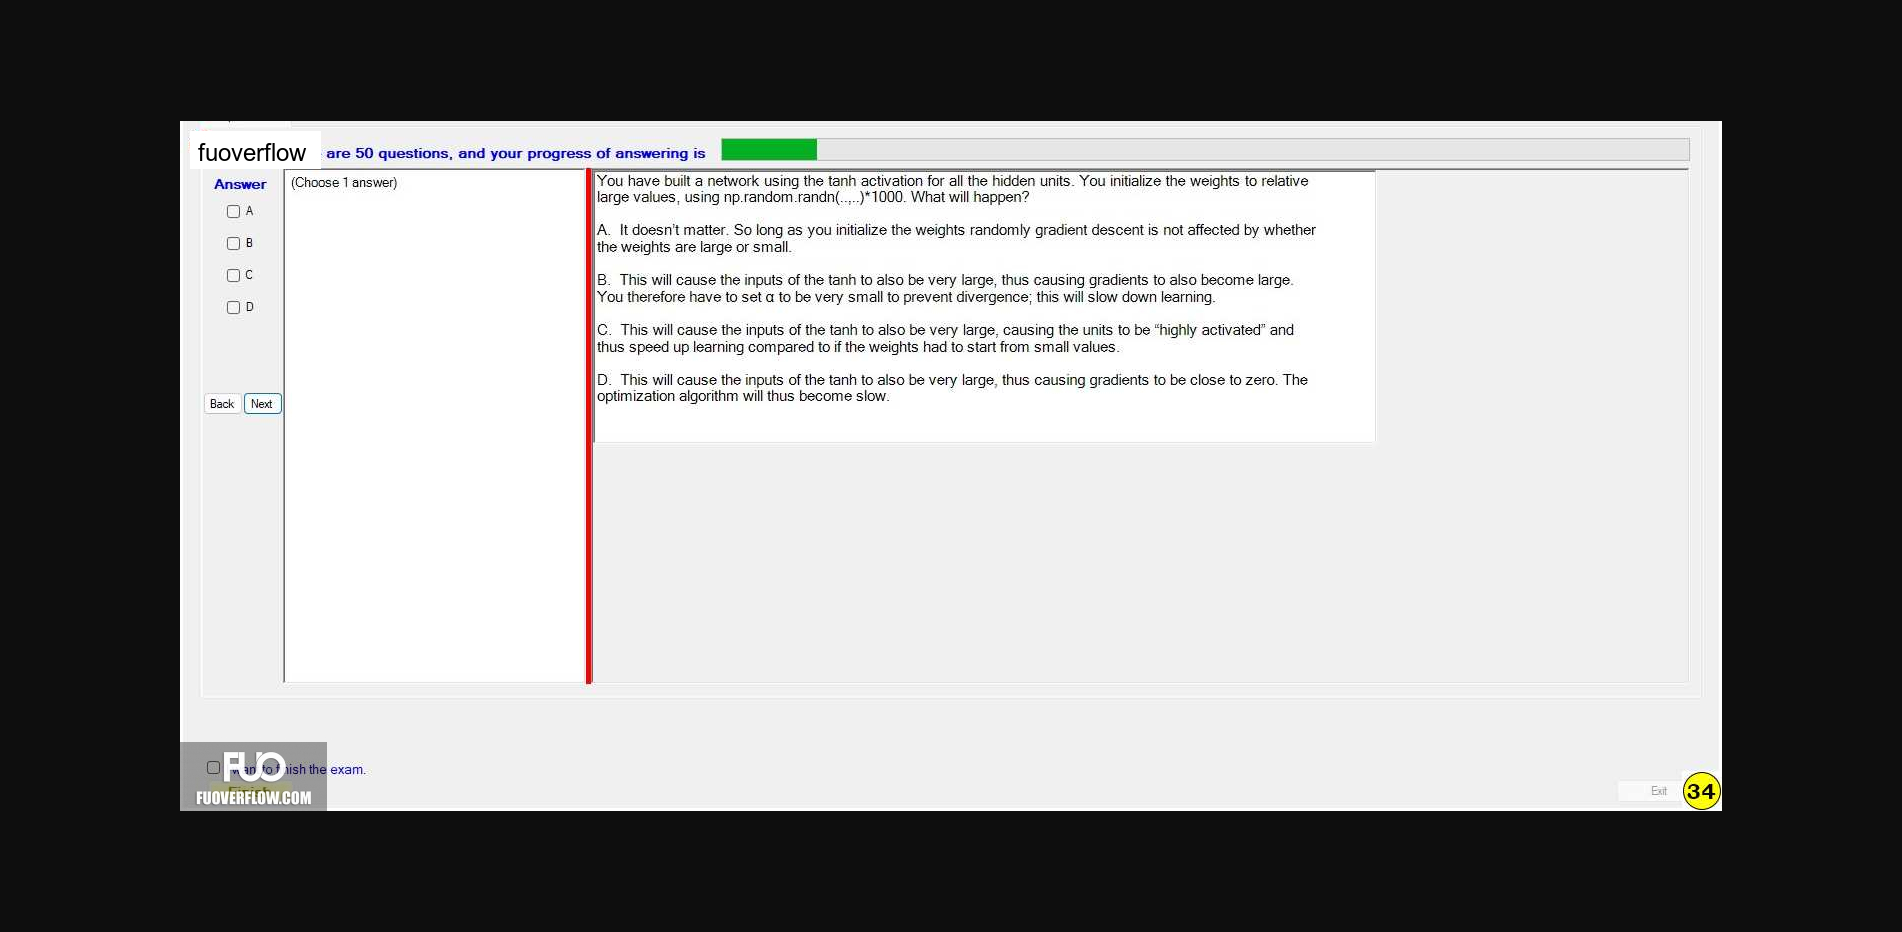 fuoverflow are 50 questions, and your progress of answering is
Answer
(Choose 1 answer)
A
B
C
D
Back Next
You have built a network using the tanh activation for all the hidden units. You initialize the weights to relative
large values, using np.random.randn(..,..)*1000. What will happen?
A. It doesn't matter. So long as you initialize the weights randomly gradient descent is not affected by whether
the weights are large or small.
B. This will cause the inputs of the tanh to also be very large, thus causing gradients to also become large.
You therefore have to set α to be very small to prevent divergence; this will slow down learning.
C. This will cause the inputs of the tanh to also be very large, causing the units to be “highly activated” and
thus speed up learning compared to if the weights had to start from small values.
D. This will cause the inputs of the tanh to also be very large, thus causing gradients to be close to zero. The
optimization algorithm will thus become slow.
FUO
to the exam.
FUOVERFLOW.COM
Exit
34